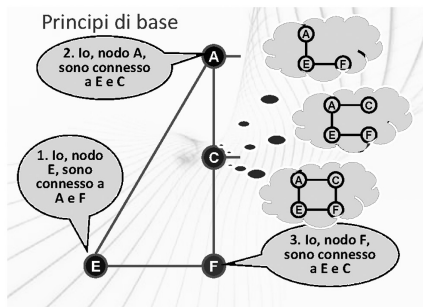 Principi di base
2. Io, nodo A,
sono connesso
a E e C
A
A
E F
A C
E F
1. Io, nodo
E, sono
connesso a
A e F
C
A C
E F
E
F
3. Io, nodo F,
sono connesso
a E e C